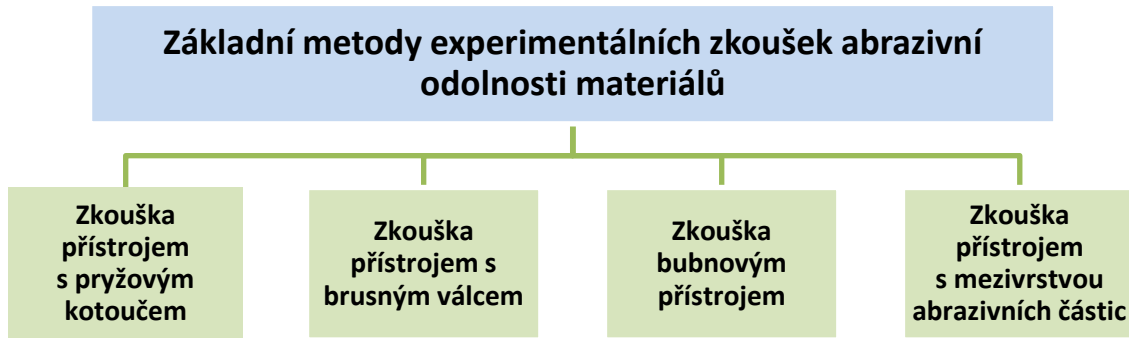 Základní metody experimentálních zkoušek abrazivní
odolnosti materiálů
Zkouška
přístrojem
s pryžovým
kotoučem
Zkouška
přístrojem s
brusným válcem
Zkouška
bubnovým
přístrojem
Zkouška
přístrojem
s mezivrstvou
abrazivních částic